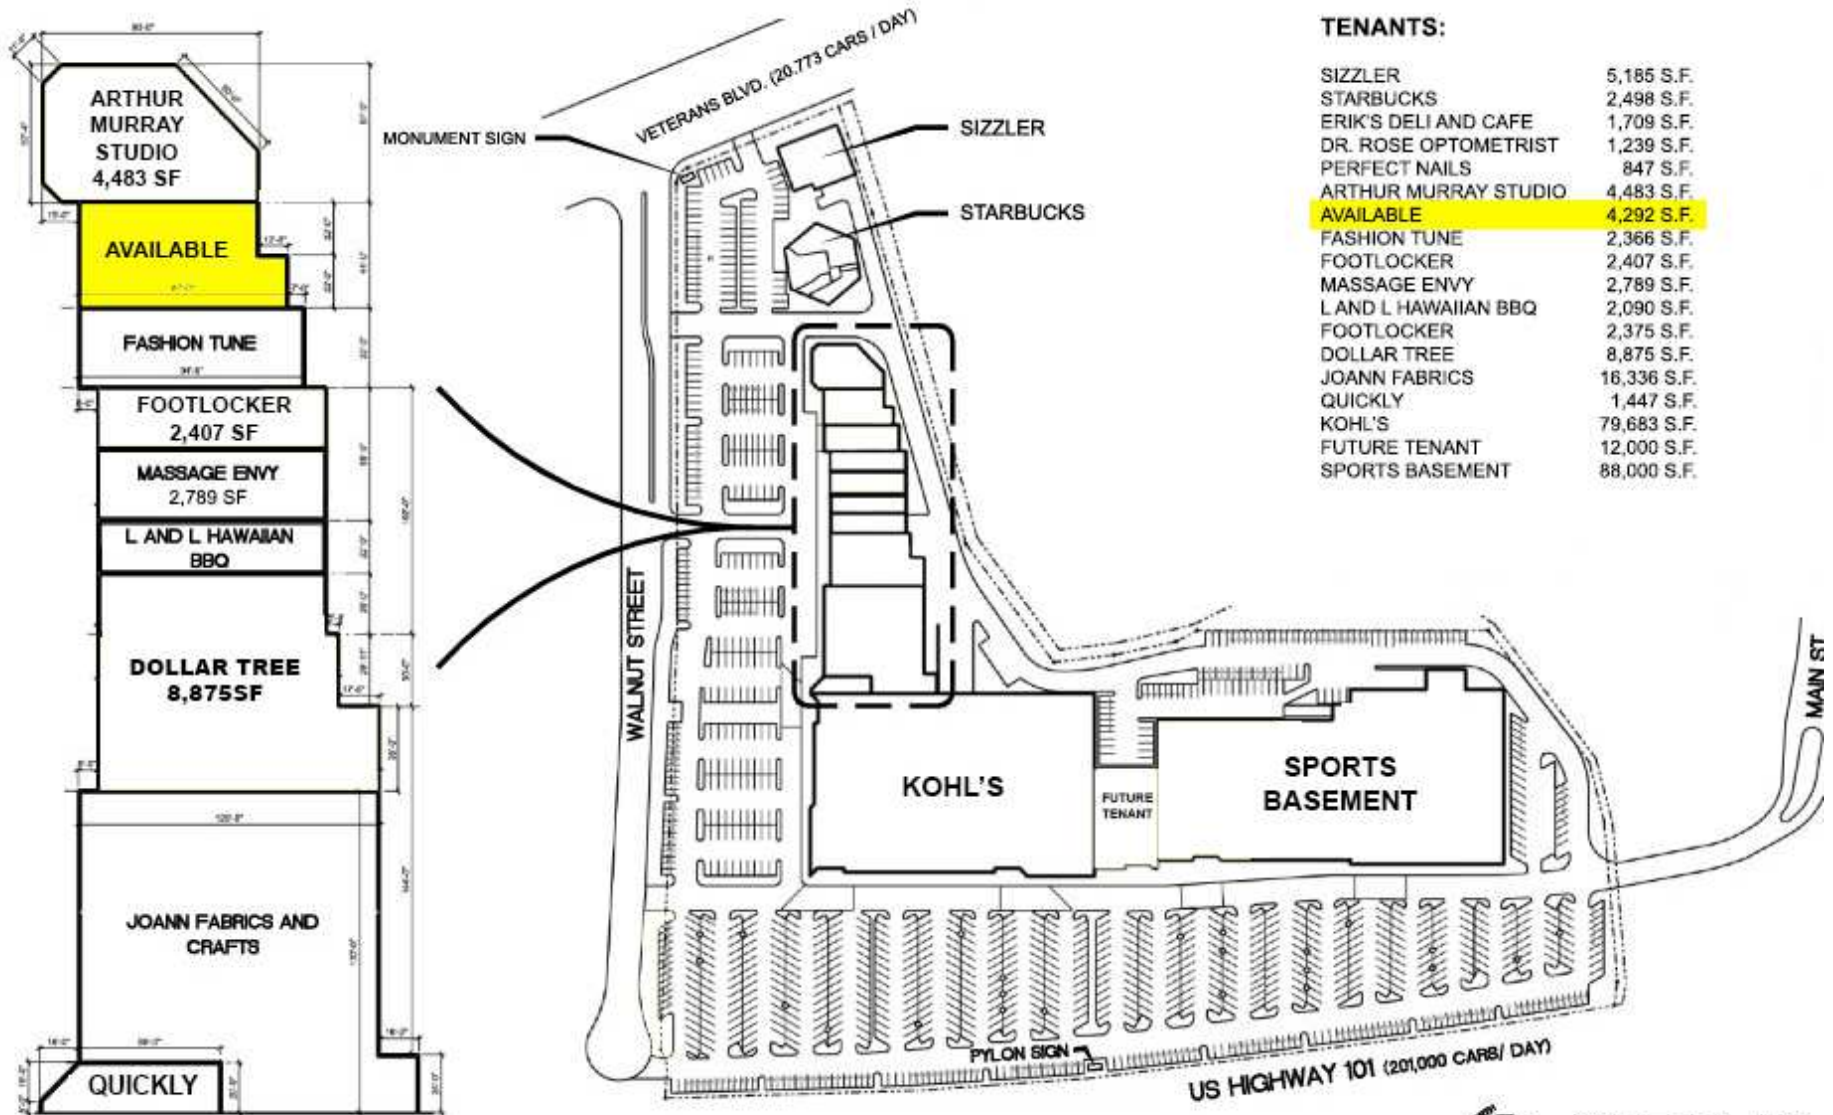 ARTHUR
MURRAY
STUDIO
4,483 SF
AVAILABLE
FASHION TUNE
FOOTLOCKER
2,407 SF
MASSAGE ENVY
2,789 SF
L AND L HAWAIIAN
BBQ
DOLLAR TREE
8,875SF
JOANN FABRICS AND
CRAFTS
QUICKLY
MONUMENT SIGN
VETERANS BLVD. (20.773 CARS / DAY)
SIZZLER
STARBUCKS
WALNUT STREET
KOHL'S
FUTURE
TENANT
SPORTS
BASEMENT
MAIN ST
PYLON SIGN
US HIGHWAY 101 (201,000 CARS/ DAY)
TENANTS:
SIZZLER 5,185 S.F.
STARBUCKS 2,498 S.F.
ERIK'S DELI AND CAFE 1,709 S.F.
DR. ROSE OPTOMETRIST 1,239 S.F.
PERFECT NAILS 847 S.F.
ARTHUR MURRAY STUDIO 4,483 S.F.
AVAILABLE 4,292 S.F.
FASHION TUNE 2,366 S.F.
FOOTLOCKER 2,407 S.F.
MASSAGE ENVY 2,789 S.F.
L AND L HAWAIIAN BBQ 2,090 S.F.
FOOTLOCKER 2,375 S.F.
DOLLAR TREE 8,875 S.F.
JOANN FABRICS 16,336 S.F.
QUICKLY 1,447 S.F.
KOHL'S 79,683 S.F.
FUTURE TENANT 12,000 S.F.
SPORTS BASEMENT 88,000 S.F.